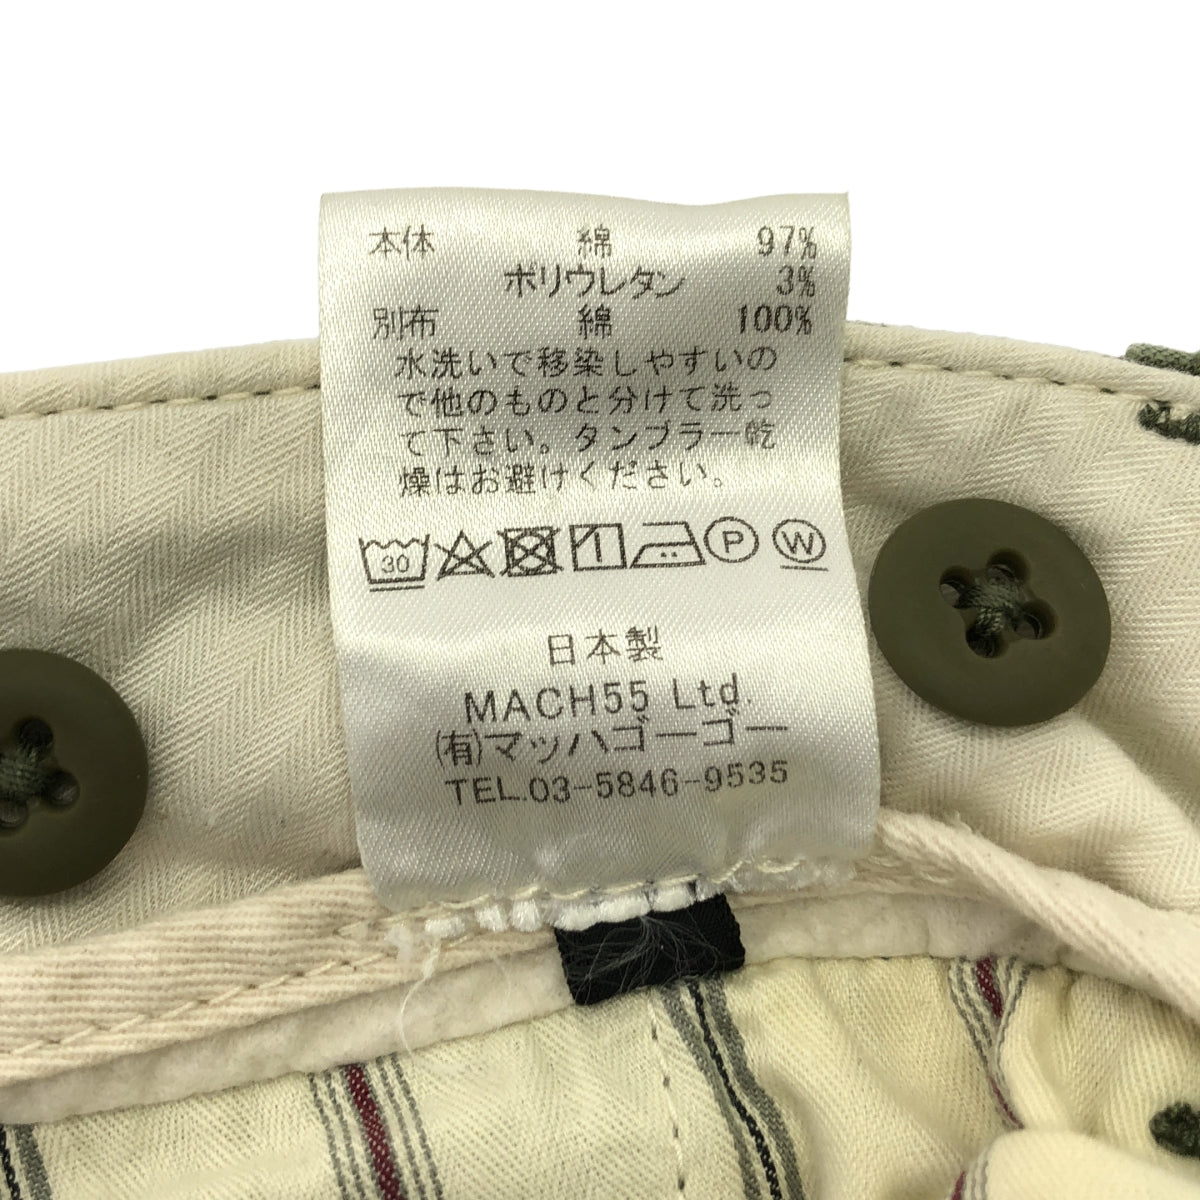 本体 綿 97%
ポリウレタン 3%
別布 綿 100%
水洗いで移染しやすいの
で他のものと分けて洗っ
て下さい。タンブラー乾
燥はお避けください。
30 P W
日本製
MACH55 Ltd.
(有)マッハゴーゴー
TEL.03-5846-9535